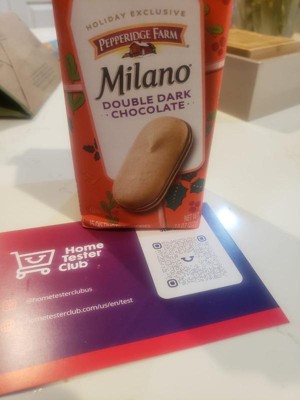 HOLIDAY EXCLUSIVE
PEPPERIDGE FARM
Milano
DOUBLE DARK
CHOCOLATE
Home
Tester
Club
@hometesterclubus
hometesterclub.com/us/en/test